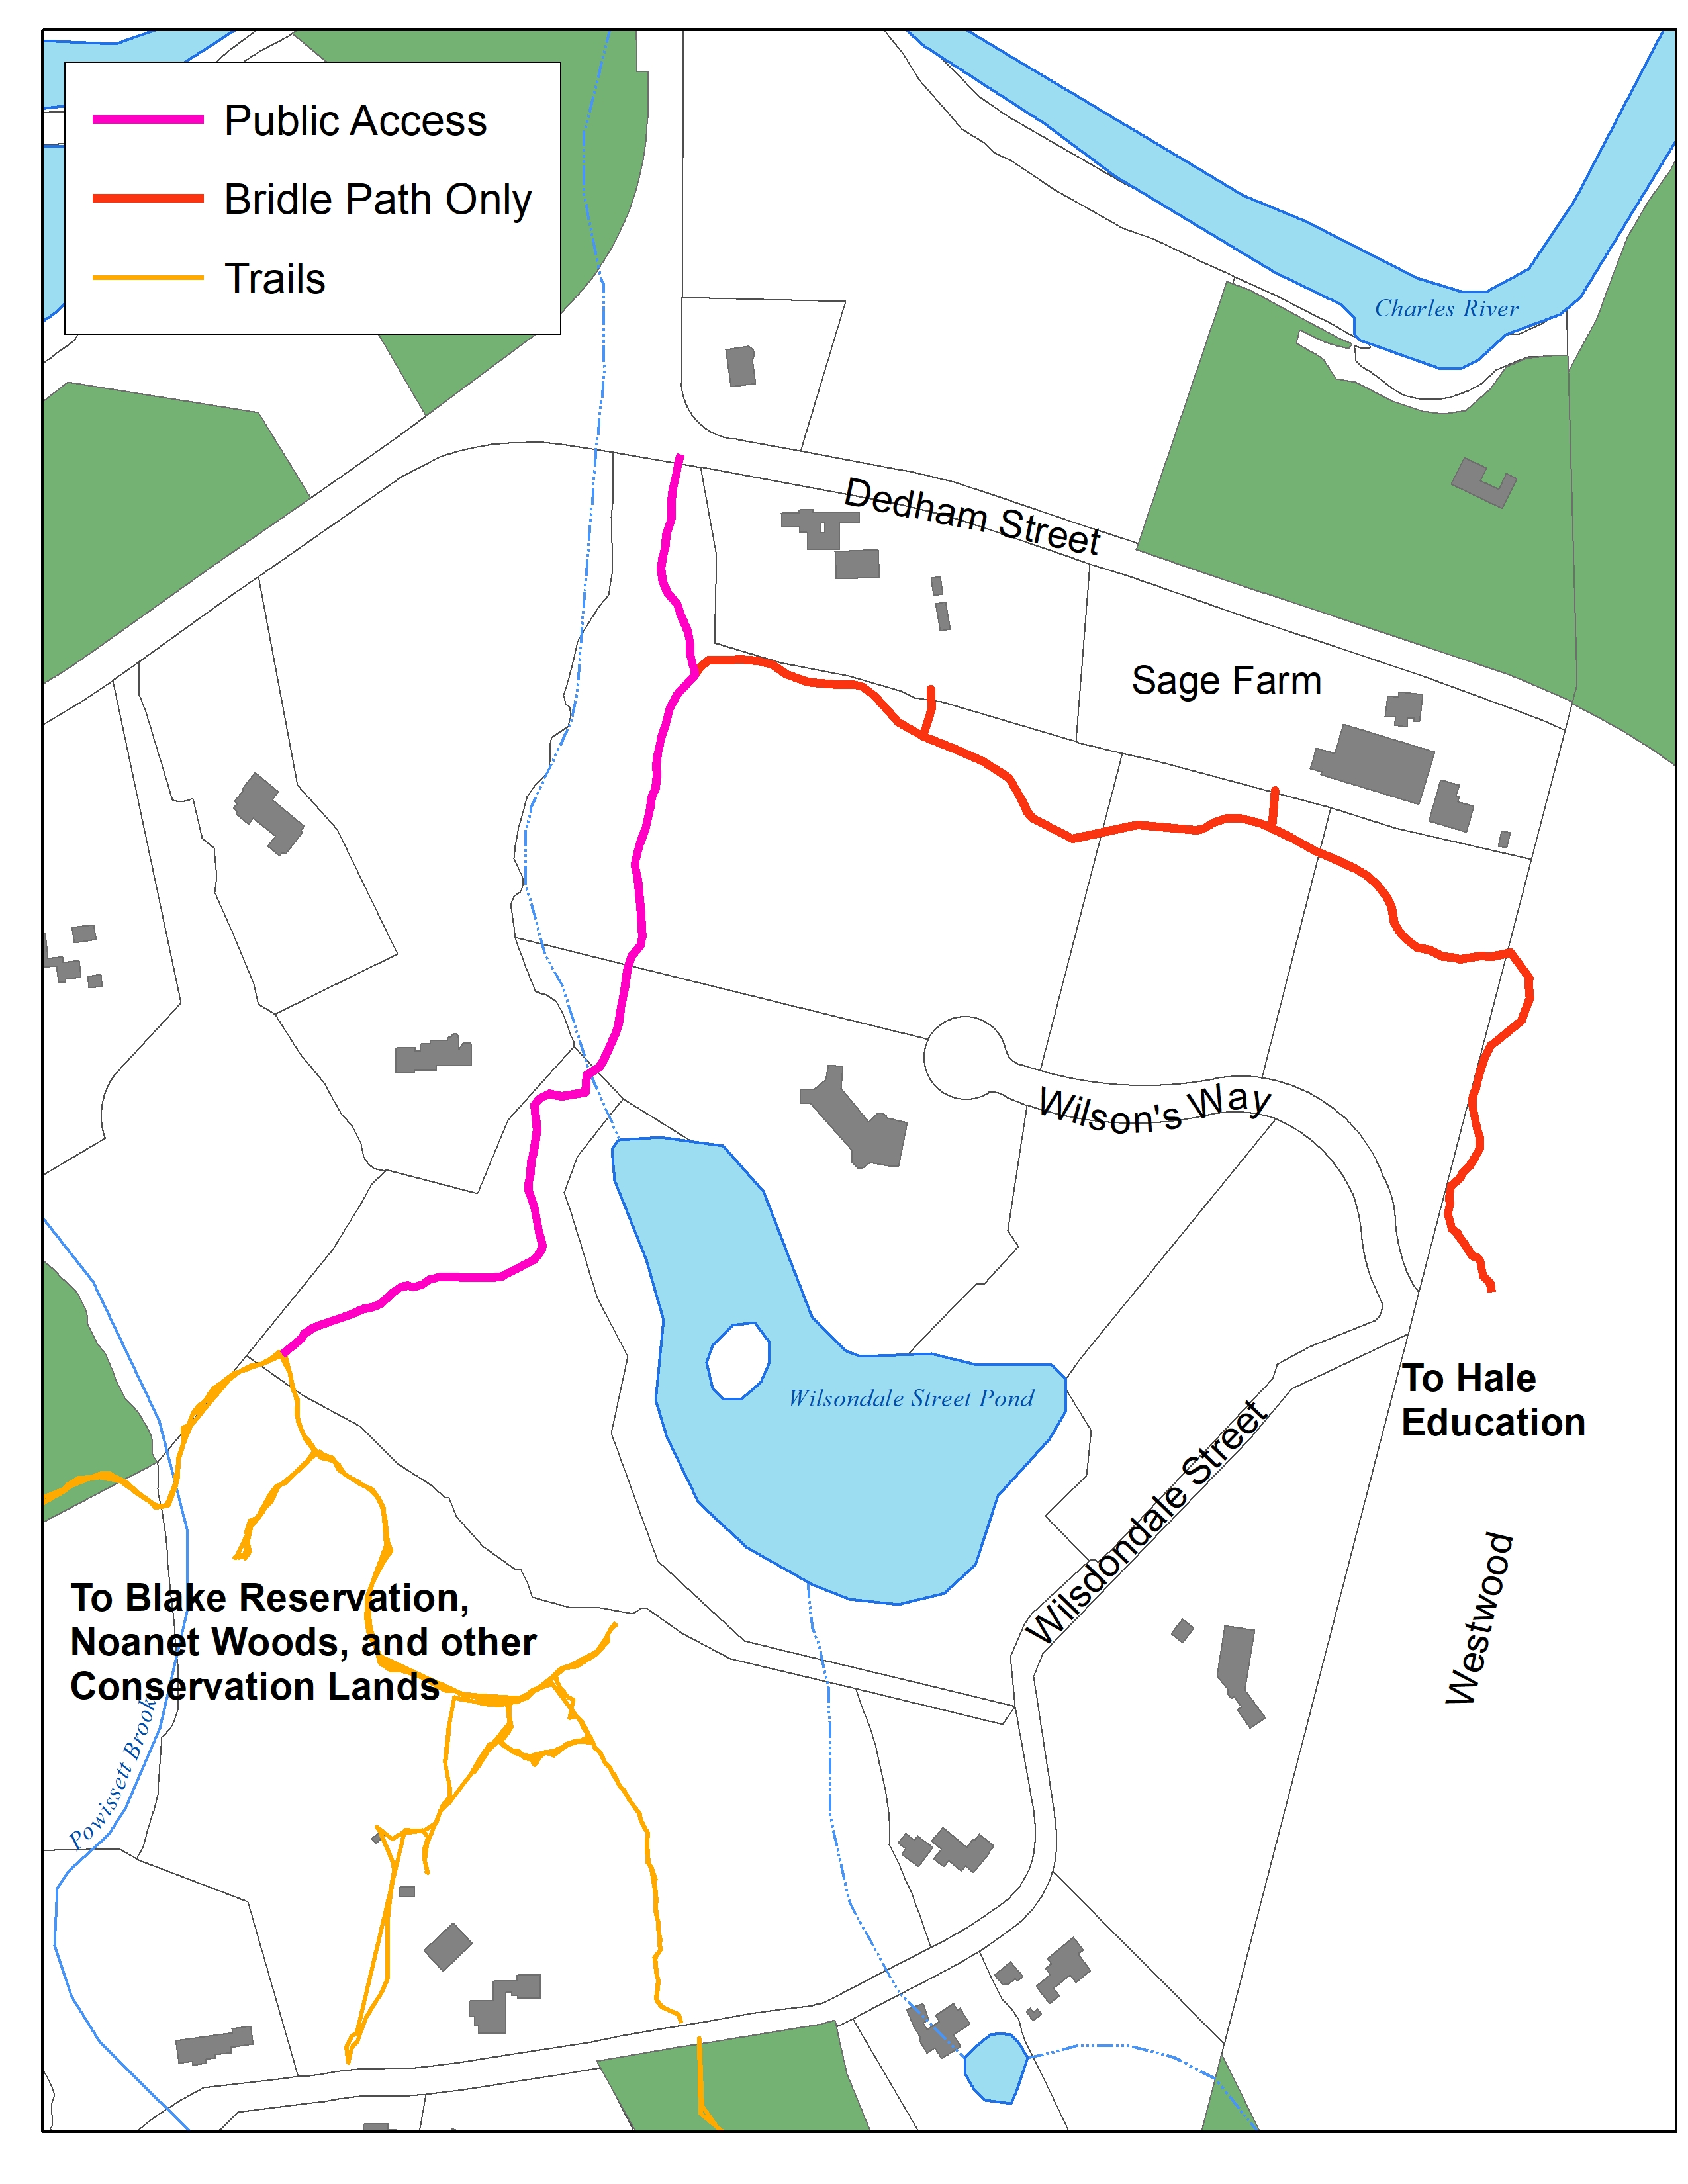 Public Access
Bridle Path Only
Trails
Charles River
Dedham Street
Sage Farm
Wilson's Way
To Hale
Education
Wilsondale Street Pond
Wilsdondale Street
Westwood
To Blake Reservation,
Noanet Woods, and other
Conservation Lands
Powissett Brook